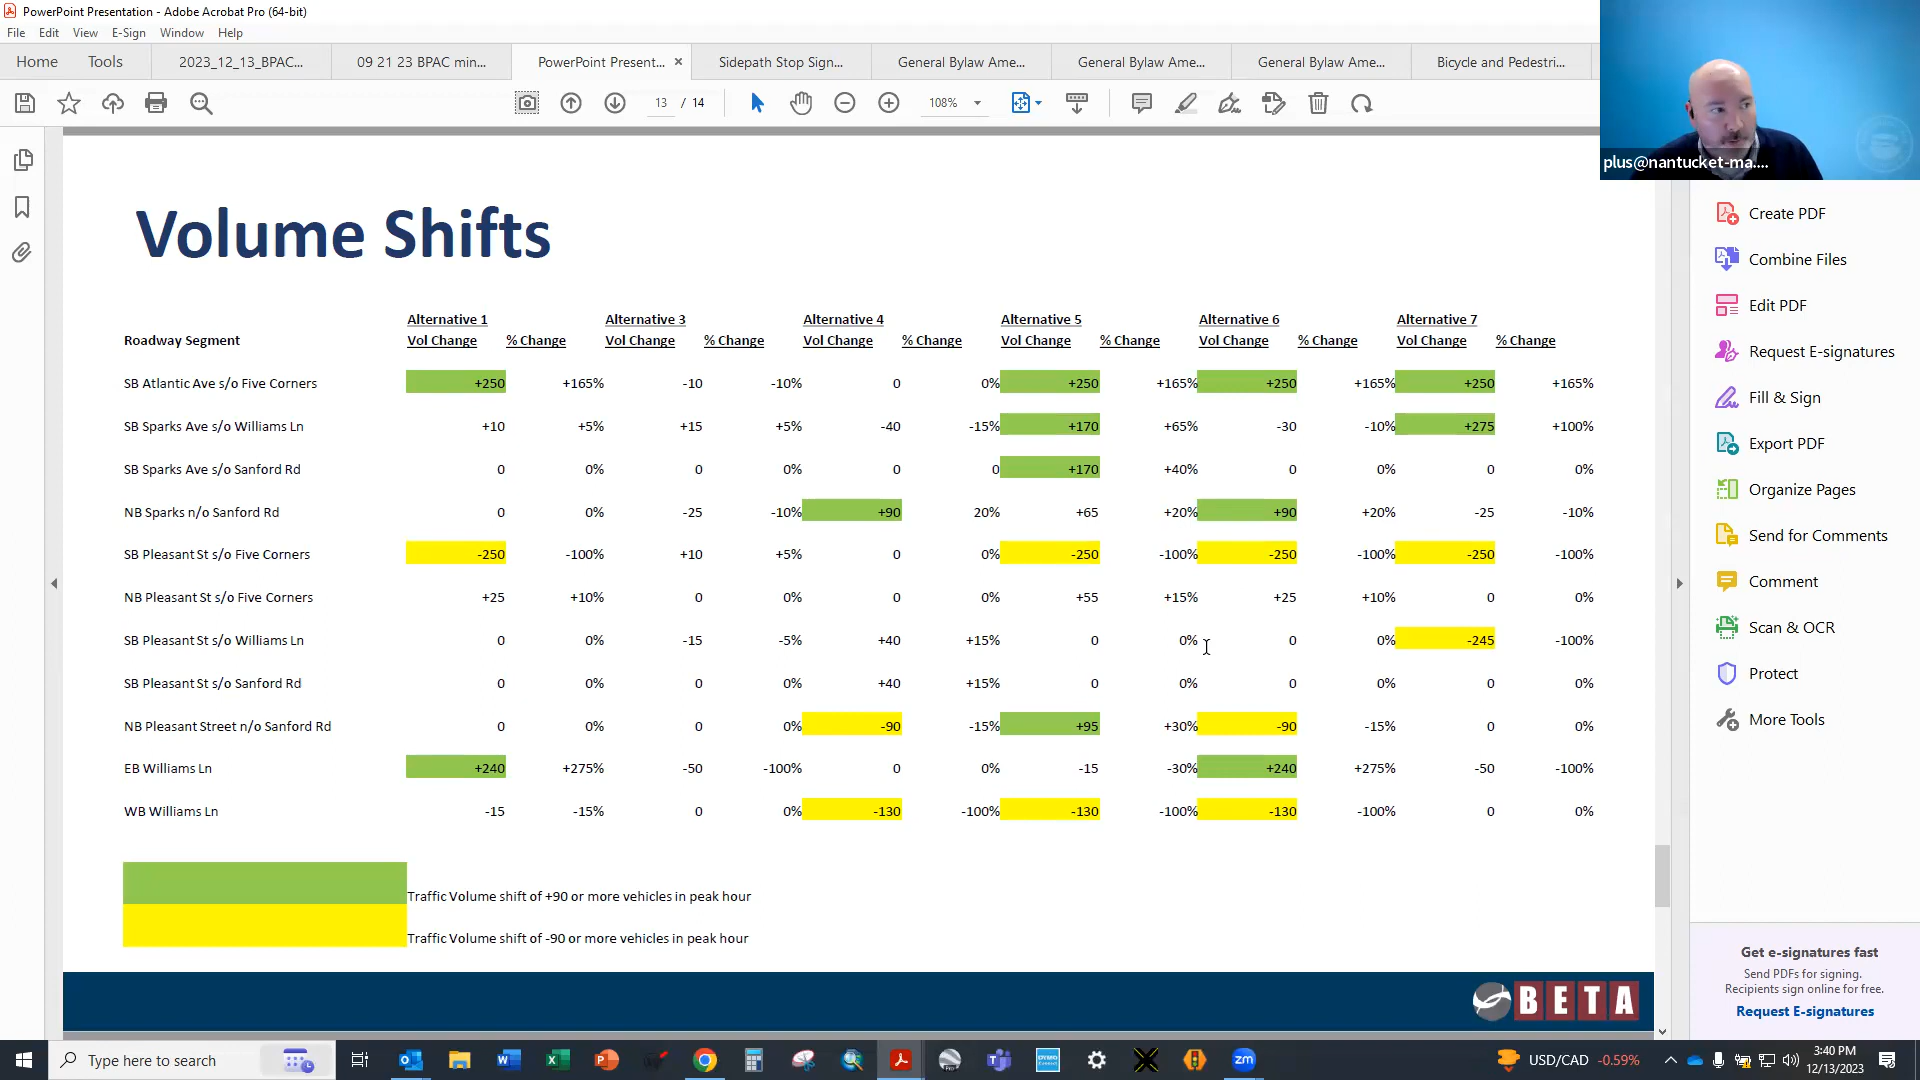 PowerPoint Presentation - Adobe Acrobat Pro (64-bit)
File Edit View E-Sign Window Help
Home Tools 2023_12_13_BPAC... 09 21 23 BPAC min... PowerPoint Present... × Sidepath Stop Sign... General Bylaw Ame... General Bylaw Ame... General Bylaw Ame... Bicycle and Pedestri...
13 / 14 108%
plus@nantucket-ma....
Volume Shifts
Alternative 1 Alternative 3 Alternative 4 Alternative 5 Alternative 6 Alternative 7
Roadway Segment Vol Change % Change Vol Change % Change Vol Change % Change Vol Change % Change Vol Change % Change Vol Change % Change
SB Atlantic Ave s/o Five Corners +250 +165% -10 -10% 0 0% +250 +165% +250 +165% +250 +165%
SB Sparks Ave s/o Williams Ln +10 +5% +15 +5% -40 -15% +170 +65% -30 -10% +275 +100%
SB Sparks Ave s/o Sanford Rd 0 0% 0 0% 0 0 +170 +40% 0 0% 0 0%
NB Sparks n/o Sanford Rd 0 0% -25 -10% +90 20% +65 +20% +90 +20% -25 -10%
SB Pleasant St s/o Five Corners -250 -100% +10 +5% 0 0% -250 -100% -250 -100% -250 -100%
NB Pleasant St s/o Five Corners +25 +10% 0 0% 0 0% +55 +15% +25 +10% 0 0%
SB Pleasant St s/o Williams Ln 0 0% -15 -5% +40 +15% 0 0% 0 0% -245 -100%
SB Pleasant St s/o Sanford Rd 0 0% 0 0% +40 +15% 0 0% 0 0% 0 0%
NB Pleasant Street n/o Sanford Rd 0 0% 0 0% -90 -15% +95 +30% -90 -15% 0 0%
EB Williams Ln +240 +275% -50 -100% 0 0% -15 -30% +240 +275% -50 -100%
WB Williams Ln -15 -15% 0 0% -130 -100% -130 -100% -130 -100% 0 0%
Traffic Volume shift of +90 or more vehicles in peak hour
Traffic Volume shift of -90 or more vehicles in peak hour
BETA
Create PDF
Combine Files
Edit PDF
Request E-signatures
Fill & Sign
Export PDF
Organize Pages
Send for Comments
Comment
Scan & OCR
Protect
More Tools
Get e-signatures fast
Send PDFs for signing.
Recipients sign online for free.
Request E-signatures
Type here to search
USD/CAD -0.59%
3:40 PM
12/13/2023